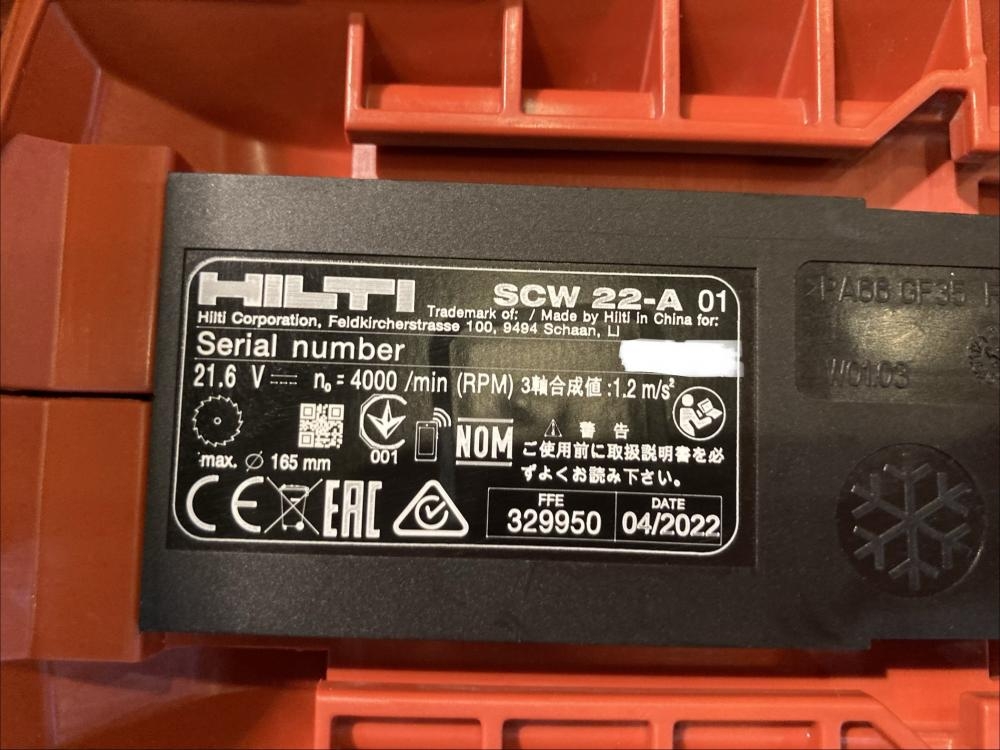 HILTI SCW 22-A 01
Trademark of: / Made by Hilti in China for:
Hilti Corporation, Feldkircherstrasse 100, 9494 Schaan, LI
Serial number
21.6 V n₀ = 4000 /min (RPM) 3軸合成値:1.2 m/s²
001
NOM
警 告
ご使用前に取扱説明書を必
ずよくお読み下さい。
max. ⌀ 165 mm
CE EAC
FFE
329950
DATE
04/2022
>PA66 GF35
W01.03